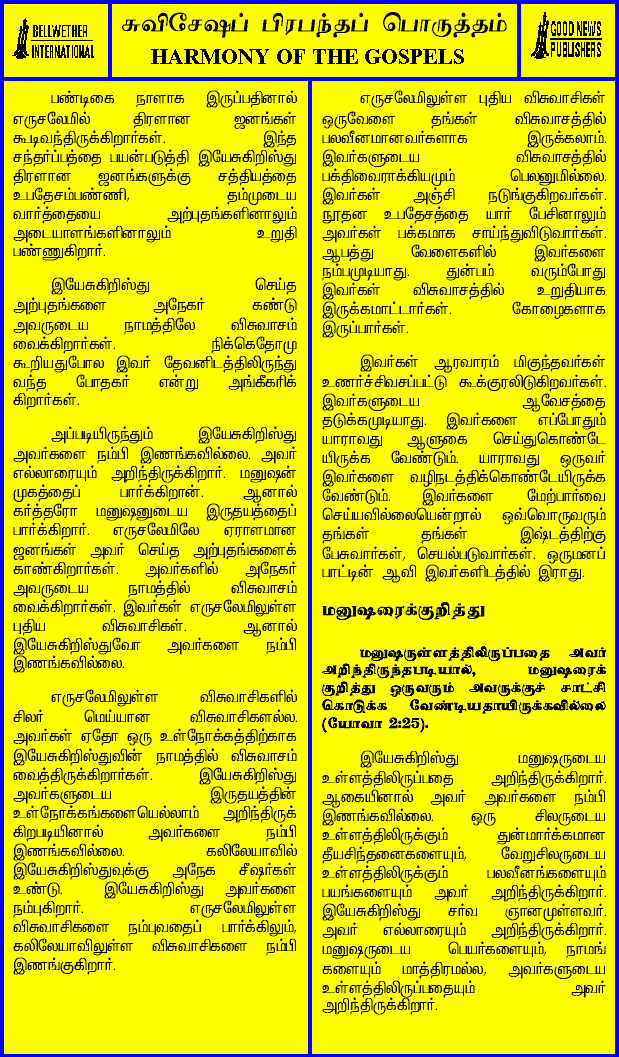 BELLWETHER
INTERNATIONAL
சுவிசேஷப் பிரபந்தப் பொருத்தம்
HARMONY OF THE GOSPELS
GOOD NEWS
PUBLISHERS
பண்டிகை நாளாக இருப்பதினால்
எருசலேமில் திரளான ஜனங்கள்
கூடிவந்திருக்கிறார்கள். இந்த
சந்தர்ப்பத்தை பயன்படுத்தி இயேசுகிறிஸ்து
திரளான ஜனங்களுக்கு சத்தியத்தை
உபதேசம்பண்ணி, தம்முடைய
வார்த்தையை அற்புதங்களினாலும்
அடையாளங்களினாலும் உறுதி
பண்ணுகிறார்.
இயேசுகிறிஸ்து செய்த
அற்புதங்களை அநேகர் கண்டு
அவருடைய நாமத்திலே விசுவாசம்
வைக்கிறார்கள். நிக்கெதோமு
கூறியதுபோல இவர் தேவனிடத்திலிருந்து
வந்த போதகர் என்று அங்கீகரிக்
கிறார்கள்.
அப்படியிருந்தும் இயேசுகிறிஸ்து
அவர்களை நம்பி இணங்கவில்லை. அவர்
எல்லாரையும் அறிந்திருக்கிறார். மனுஷன்
முகத்தைப் பார்க்கிறான். ஆனால்
கர்த்தரோ மனுஷனுடைய இருதயத்தைப்
பார்க்கிறார். எருசலேமிலே ஏராளமான
ஜனங்கள் அவர் செய்த அற்புதங்களைக்
காண்கிறார்கள். அவர்களில் அநேகர்
அவருடைய நாமத்தில் விசுவாசம்
வைக்கிறார்கள். இவர்கள் எருசலேமிலுள்ள
புதிய விசுவாசிகள். ஆனால்
இயேசுகிறிஸ்துவோ அவர்களை நம்பி
இணங்கவில்லை.
எருசலேமிலுள்ள விசுவாசிகளில்
சிலர் மெய்யான விசுவாசிகளல்ல.
அவர்கள் ஏதோ ஒரு உள்நோக்கத்திற்காக
இயேசுகிறிஸ்துவின் நாமத்தில் விசுவாசம்
வைத்திருக்கிறார்கள். இயேசுகிறிஸ்து
அவர்களுடைய இருதயத்தின்
உள்நோக்கங்களையெல்லாம் அறிந்திருக்
கிறபடியினால் அவர்களை நம்பி
இணங்கவில்லை. கலிலேயாவில்
இயேசுகிறிஸ்துவுக்கு அநேக சீஷர்கள்
உண்டு. இயேசுகிறிஸ்து அவர்களை
நம்புகிறார். எருசலேமிலுள்ள
விசுவாசிகளை நம்புவதைப் பார்க்கிலும்,
கலிலேயாவிலுள்ள விசுவாசிகளை நம்பி
இணங்குகிறார்.
எருசலேமிலுள்ள புதிய விசுவாசிகள்
ஒருவேளை தங்கள் விசுவாசத்தில்
பலவீனமானவர்களாக இருக்கலாம்.
இவர்களுடைய விசுவாசத்தில்
பக்திவைராக்கியமும் பெலனுமில்லை.
இவர்கள் அஞ்சி நடுங்குகிறவர்கள்.
நூதன உபதேசத்தை யார் பேசினாலும்
அவர்கள் பக்கமாக சாய்ந்துவிடுவார்கள்.
ஆபத்து வேளைகளில் இவர்களை
நம்பமுடியாது. துன்பம் வரும்போது
இவர்கள் விசுவாசத்தில் உறுதியாக
இருக்கமாட்டார்கள். கோழைகளாக
இருப்பார்கள்.
இவர்கள் ஆரவாரம் மிகுந்தவர்கள்
உணர்ச்சிவசப்பட்டு கூக்குரலிடுகிறவர்கள்.
இவர்களுடைய ஆவேசத்தை
தடுக்கமுடியாது. இவர்களை எப்போதும்
யாராவது ஆளுகை செய்துகொண்டே
யிருக்க வேண்டும். யாராவது ஒருவர்
இவர்களை வழிநடத்திக்கொண்டேயிருக்க
வேண்டும். இவர்களை மேற்பார்வை
செய்யவில்லையென்றால் ஒவ்வொருவரும்
தங்கள் தங்கள் இஷ்டத்திற்கு
பேசுவார்கள், செயல்படுவார்கள். ஒருமனப்
பாட்டின் ஆவி இவர்களிடத்தில் இராது.
மனுஷரைக்குறித்து
மனுஷருள்ளத்திலிருப்பதை அவர்
அறிந்திருந்தபடியால், மனுஷரைக்
குறித்து ஒருவரும் அவருக்குச் சாட்சி
கொடுக்க வேண்டியதாயிருக்கவில்லை
(யோவா 2:25).
இயேசுகிறிஸ்து மனுஷருடைய
உள்ளத்திலிருப்பதை அறிந்திருக்கிறார்.
ஆகையினால் அவர் அவர்களை நம்பி
இணங்கவில்லை. ஒரு சிலருடைய
உள்ளத்திலிருக்கும் துன்மார்க்கமான
தீயசிந்தனைகளையும், வேறுசிலருடைய
உள்ளத்திலிருக்கும் பலவீனங்களையும்
பயங்களையும் அவர் அறிந்திருக்கிறார்.
இயேசுகிறிஸ்து சர்வ ஞானமுள்ளவர்.
அவர் எல்லாரையும் அறிந்திருக்கிறார்.
மனுஷருடைய பெயர்களையும், நாமங்
களையும் மாத்திரமல்ல, அவர்களுடைய
உள்ளத்திலிருப்பதையும் அவர்
அறிந்திருக்கிறார்.